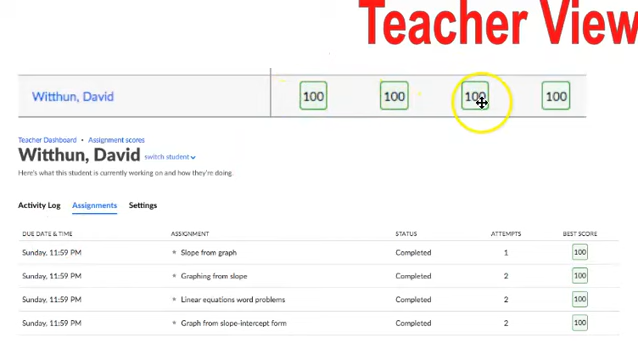 Teacher View
Witthun, David 100 100 100 100
Teacher Dashboard • Assignment scores
Witthun, David switch student
Here's what this student is currently working on and how they're doing.
Activity Log Assignments Settings
DUE DATE & TIME ASSIGNMENT STATUS ATTEMPTS BEST SCORE
Sunday, 11:59 PM Slope from graph Completed 1 100
Sunday, 11:59 PM Graphing from slope Completed 2 100
Sunday, 11:59 PM Linear equations word problems Completed 2 100
Sunday, 11:59 PM Graph from slope-intercept form Completed 2 100